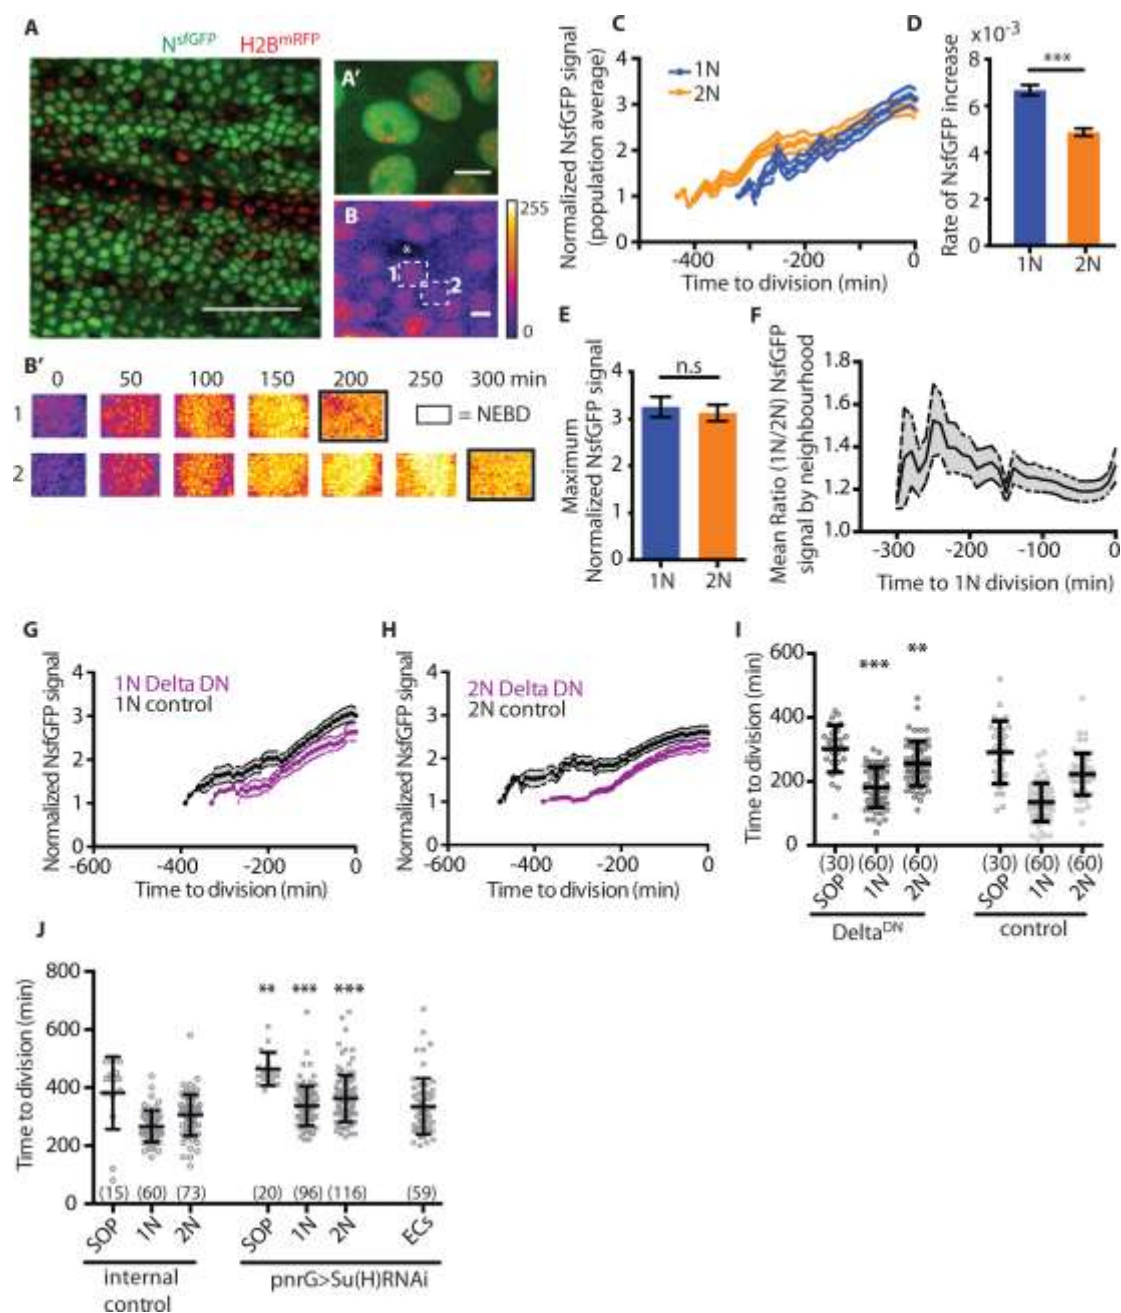 A
N^sfGFP H2B^mRFP
A'
B
*
1
2
255
0
B'
0 50 100 150 200 250 300 min
1
= NEBD
2
C
Normalized NsfGFP signal
(population average)
4
3
2
1
0
1N
2N
-400 -200 0
Time to division (min)
D
x10^-3
Rate of NsfGFP increase
8
6
4
2
0
***
1N 2N
E
Maximum
Normalized NsfGFP signal
4
3
2
1
0
n.s
1N 2N
F
Mean Ratio (1N/2N) NsfGFP
signal by neighbourhood
1.8
1.6
1.4
1.2
1.0
-300 -200 -100 0
Time to 1N division (min)
G
Normalized NsfGFP signal
4
3
2
1
0
1N Delta DN
1N control
-600 -400 -200 0
Time to division (min)
H
Normalized NsfGFP signal
4
3
2
1
0
2N Delta DN
2N control
-600 -400 -200 0
Time to division (min)
I
Time to division (min)
600
400
200
0
*** **
(30) (60) (60) (30) (60) (60)
SOP 1N 2N SOP 1N 2N
Delta^DN control
J
Time to division (min)
800
600
400
200
0
** *** ***
(15) (60) (73) (20) (96) (116) (59)
SOP 1N 2N SOP 1N 2N ECs
internal
control
pnrG>Su(H)RNAi